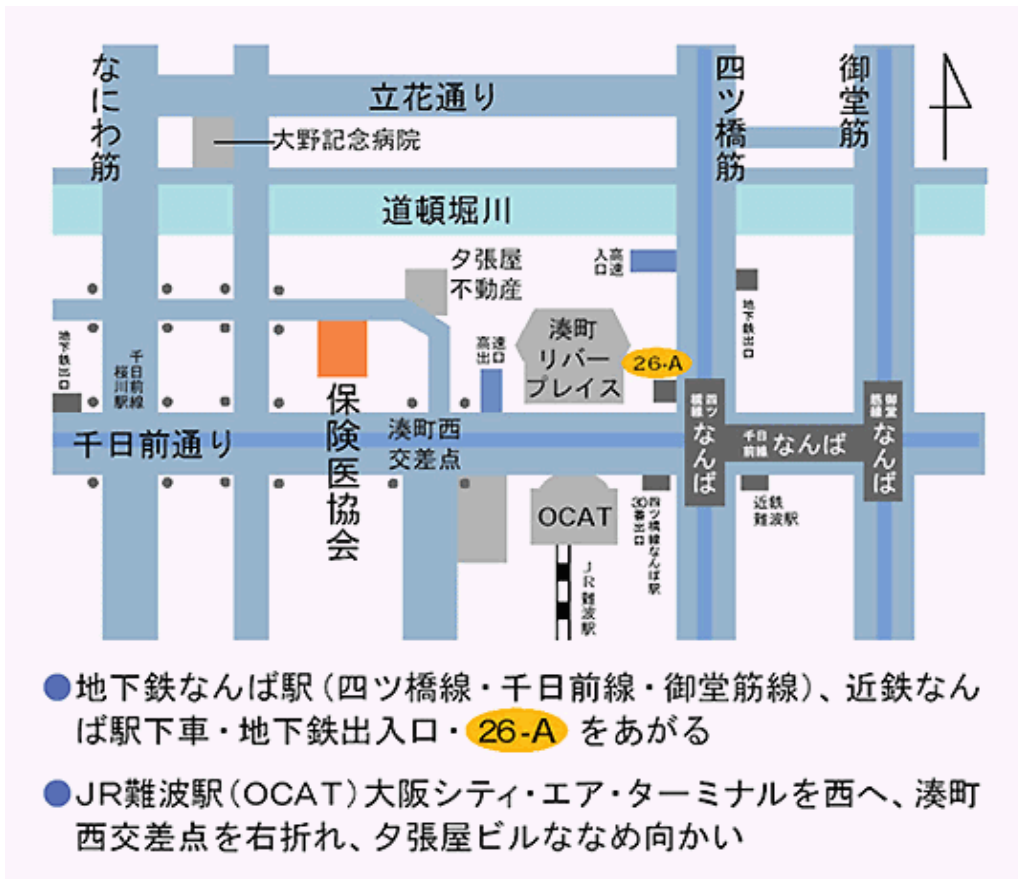 なにわ筋
立花通り
四ツ橋筋
御堂筋
大野記念病院
道頓堀川
夕張屋
不動産
高速
入口
地下鉄出口
湊町
リバー
プレイス
26-A
高速
出口
地下鉄出口
千日前線
桜川駅
保険医協会
千日前通り
湊町西
交差点
四ツ
橋線
なんば
千日
前線
なんば
御堂
筋線
なんば
OCAT
四ツ橋線なんば駅
30番出口
近鉄
難波駅
JR難波駅
●地下鉄なんば駅(四ツ橋線・千日前線・御堂筋線)、近鉄なん
ば駅下車・地下鉄出入口・26-Aをあがる
●JR難波駅(OCAT)大阪シティ・エア・ターミナルを西へ、湊町
西交差点を右折れ、夕張屋ビルななめ向かい